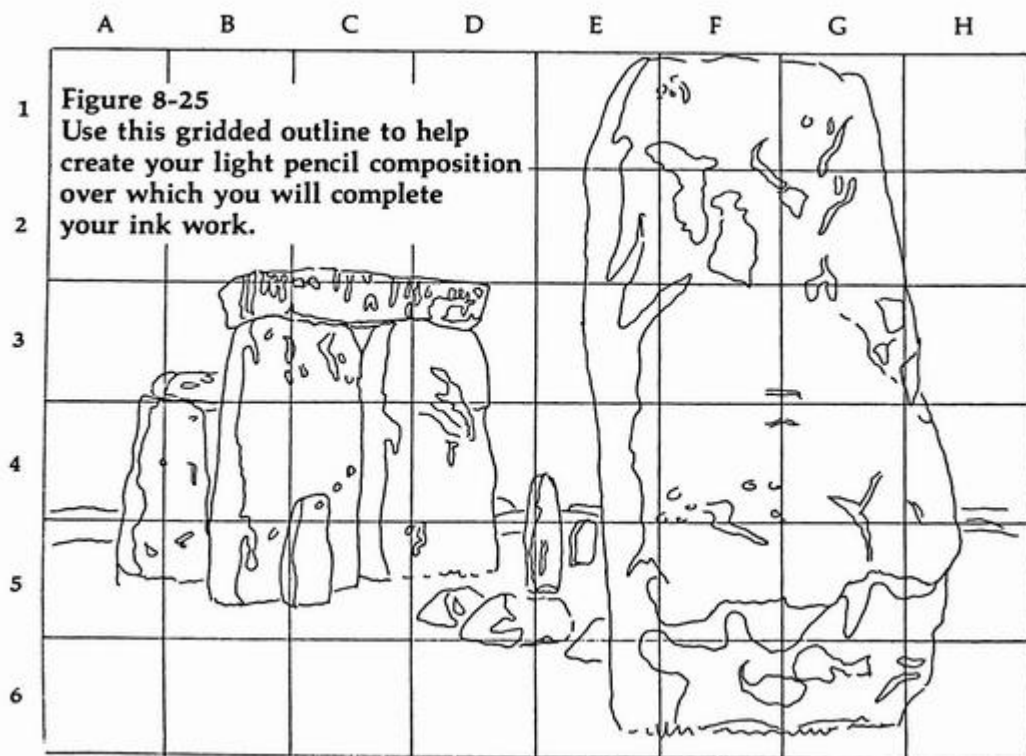 A B C D E F G H
1
Figure 8-25
Use this gridded outline to help
create your light pencil composition
over which you will complete
your ink work.
2
3
4
5
6